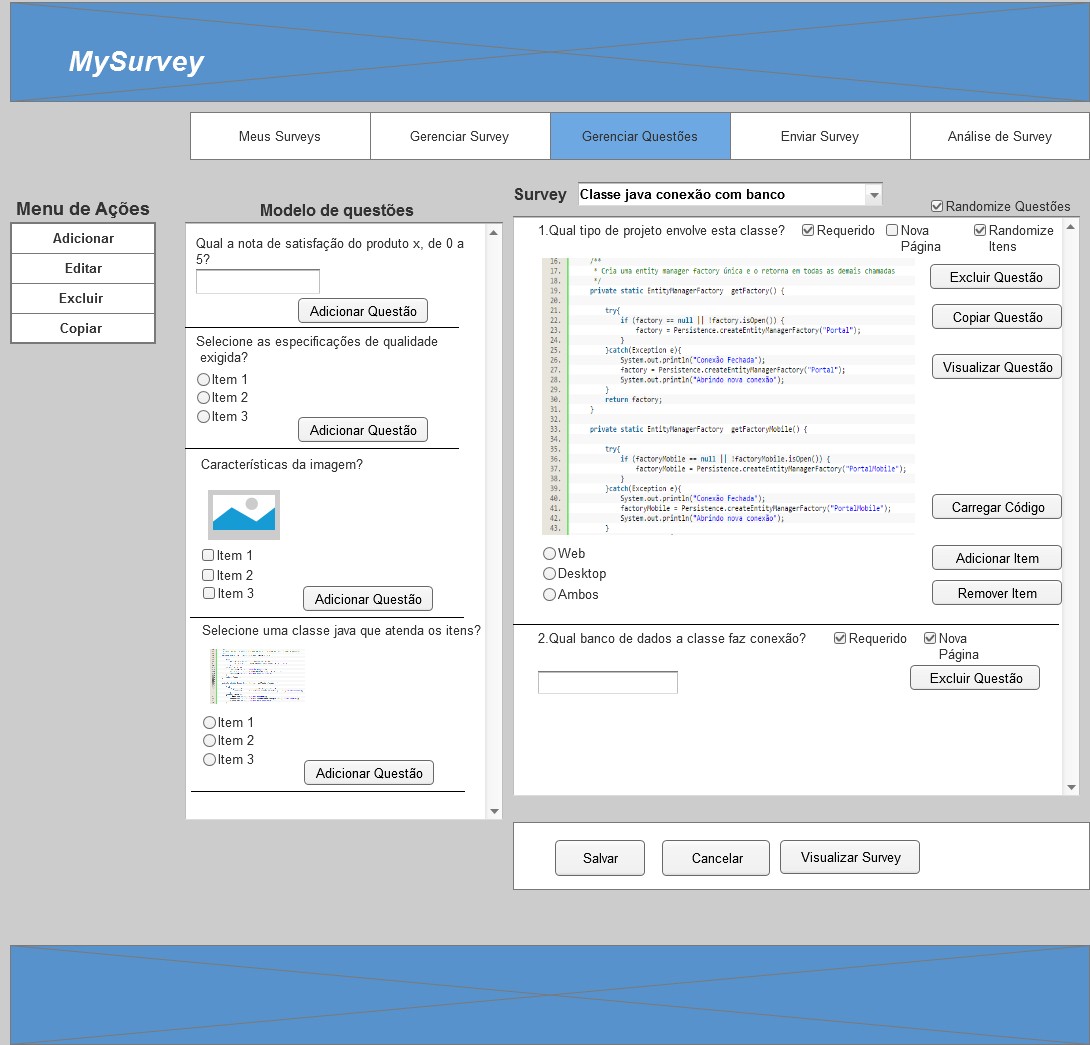 MySurvey
Meus Surveys
Gerenciar Survey
Gerenciar Questões
Enviar Survey
Análise de Survey
Menu de Ações
Adicionar
Editar
Excluir
Copiar
Modelo de questões
Qual a nota de satisfação do produto x, de 0 a
5?
Adicionar Questão
Selecione as especificações de qualidade
exigida?
Item 1
Item 2
Item 3
Adicionar Questão
Características da imagem?
Item 1
Item 2
Item 3
Adicionar Questão
Selecione uma classe java que atenda os itens?
Item 1
Item 2
Item 3
Adicionar Questão
Survey
Classe java conexão com banco
Randomize Questões
1.Qual tipo de projeto envolve esta classe?
Requerido
Nova
Página
Randomize
Itens
16. /**
17. * Cria uma entity manager factory única e o retorna em todas as demais chamadas
18. */
19. private static EntityManagerFactory getFactory() {
20.
21. try{
22. if (factory == null || !factory.isOpen()) {
23. factory = Persistence.createEntityManagerFactory("Portal");
24. }
25. }catch(Exception e){
26. System.out.println("Conexão Fechada");
27. factory = Persistence.createEntityManagerFactory("Portal");
28. System.out.println("Abrindo nova conexão");
29. }
30. return factory;
31. }
32.
33. private static EntityManagerFactory getFactoryMobile() {
34.
35. try{
36. if (factoryMobile == null || !factoryMobile.isOpen()) {
37. factoryMobile = Persistence.createEntityManagerFactory("PortalMobile");
38. }
39. }catch(Exception e){
40. System.out.println("Conexão Fechada");
41. factoryMobile = Persistence.createEntityManagerFactory("PortalMobile");
42. System.out.println("Abrindo nova conexão");
43. }
Excluir Questão
Copiar Questão
Visualizar Questão
Carregar Código
Web
Desktop
Ambos
Adicionar Item
Remover Item
2.Qual banco de dados a classe faz conexão?
Requerido
Nova
Página
Excluir Questão
Salvar
Cancelar
Visualizar Survey